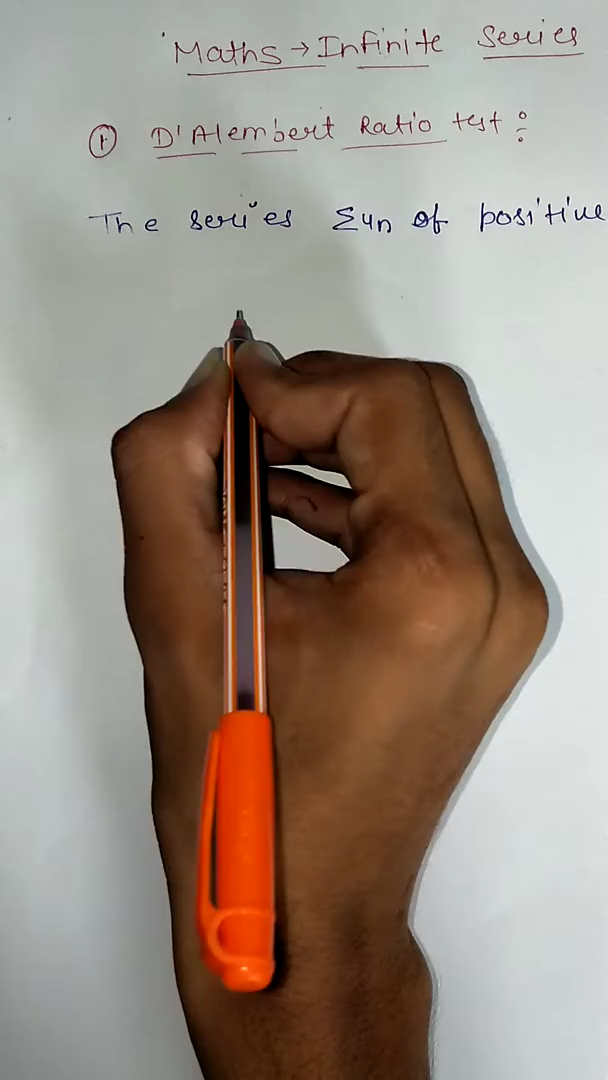 Maths → Infinite Series
① D'Alembert Ratio test :
The series Σun of positive